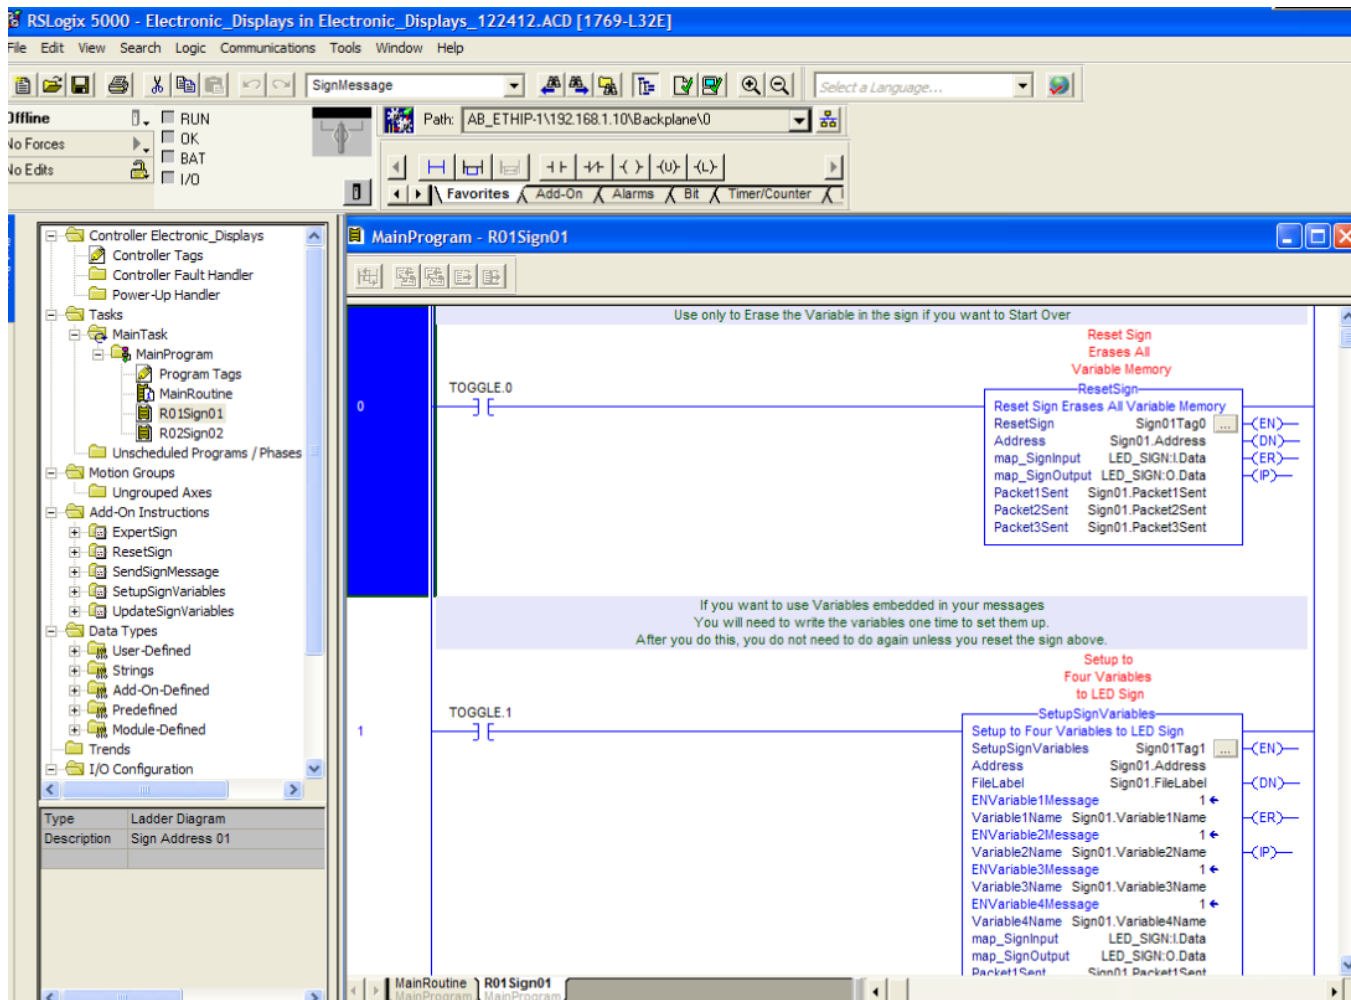 RSLogix 5000 - Electronic_Displays in Electronic_Displays_122412.ACD [1769-L32E]
File Edit View Search Logic Communications Tools Window Help
SignMessage
Select a Language...
Offline
RUN
No Forces
OK
No Edits
BAT
I/O
Path: AB_ETHIP-1\192.168.1.10\Backplane\0
Favorites Add-On Alarms Bit Timer/Counter
Controller Electronic_Displays
Controller Tags
Controller Fault Handler
Power-Up Handler
Tasks
MainTask
MainProgram
Program Tags
MainRoutine
R01Sign01
R02Sign02
Unscheduled Programs / Phases
Motion Groups
Ungrouped Axes
Add-On Instructions
ExpertSign
ResetSign
SendSignMessage
SetupSignVariables
UpdateSignVariables
Data Types
User-Defined
Strings
Add-On-Defined
Predefined
Module-Defined
Trends
I/O Configuration
Type Ladder Diagram
Description Sign Address 01
MainProgram - R01Sign01
Use only to Erase the Variable in the sign if you want to Start Over
Reset Sign
Erases All
Variable Memory
0
TOGGLE.0
ResetSign
Reset Sign Erases All Variable Memory
ResetSign Sign01Tag0 ... (EN)
Address Sign01.Address (DN)
map_SignInput LED_SIGN:I.Data (ER)
map_SignOutput LED_SIGN:O.Data (IP)
Packet1Sent Sign01.Packet1Sent
Packet2Sent Sign01.Packet2Sent
Packet3Sent Sign01.Packet3Sent
If you want to use Variables embedded in your messages
You will need to write the variables one time to set them up.
After you do this, you do not need to do again unless you reset the sign above.
Setup to
Four Variables
to LED Sign
1
TOGGLE.1
SetupSignVariables
Setup to Four Variables to LED Sign
SetupSignVariables Sign01Tag1 ... (EN)
Address Sign01.Address
FileLabel Sign01.FileLabel (DN)
ENVariable1Message 1
Variable1Name Sign01.Variable1Name (ER)
ENVariable2Message 1
Variable2Name Sign01.Variable2Name (IP)
ENVariable3Message 1
Variable3Name Sign01.Variable3Name
ENVariable4Message 1
Variable4Name Sign01.Variable4Name
map_SignInput LED_SIGN:I.Data
map_SignOutput LED_SIGN:O.Data
Packet1Sent Sign01.Packet1Sent
MainRoutine R01Sign01
MainProgram MainProgram